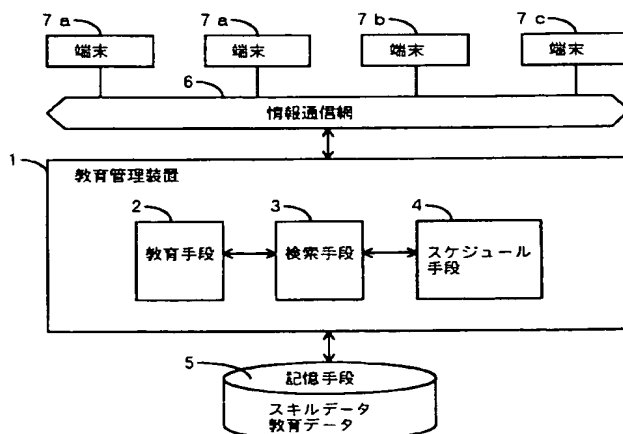 7a 7a 7b 7c
端末 端末 端末 端末
6
情報通信網
1
教育管理装置
2 3 4
教育手段 検索手段 スケジュール
手段
5
記憶手段
スキルデータ
教育データ